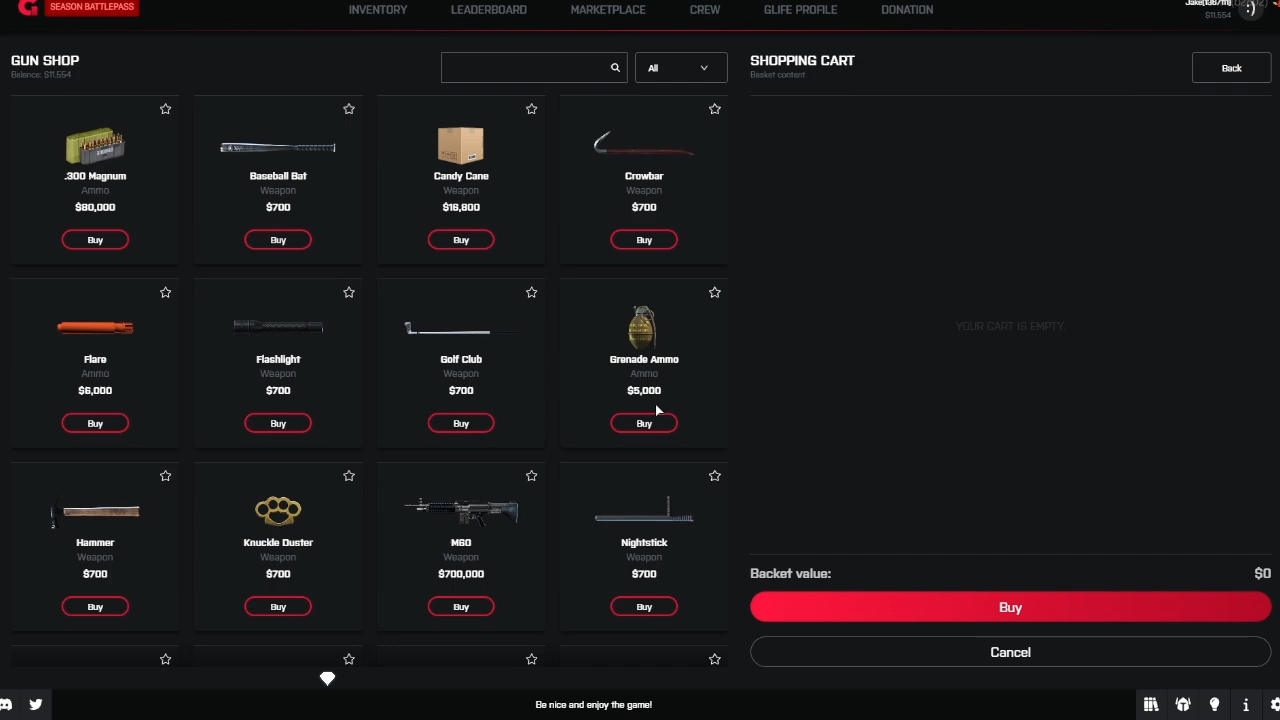 SEASON BATTLEPASS
INVENTORY LEADERBOARD MARKETPLACE CREW GLIFE PROFILE DONATION
$11,554
GUN SHOP
Balance: $11,554
All
SHOPPING CART
Basket content
Back
.300 Magnum
Ammo
$80,000
Buy
Baseball Bat
Weapon
$700
Buy
Candy Cane
Weapon
$16,800
Buy
Crowbar
Weapon
$700
Buy
Flare
Ammo
$6,000
Buy
Flashlight
Weapon
$700
Buy
Golf Club
Weapon
$700
Buy
Grenade Ammo
Ammo
$5,000
Buy
Hammer
Weapon
$700
Buy
Knuckle Duster
Weapon
$700
Buy
M60
Weapon
$700,000
Buy
Nightstick
Weapon
$700
Buy
YOUR CART IS EMPTY.
Backet value: $0
Buy
Cancel
Be nice and enjoy the game!